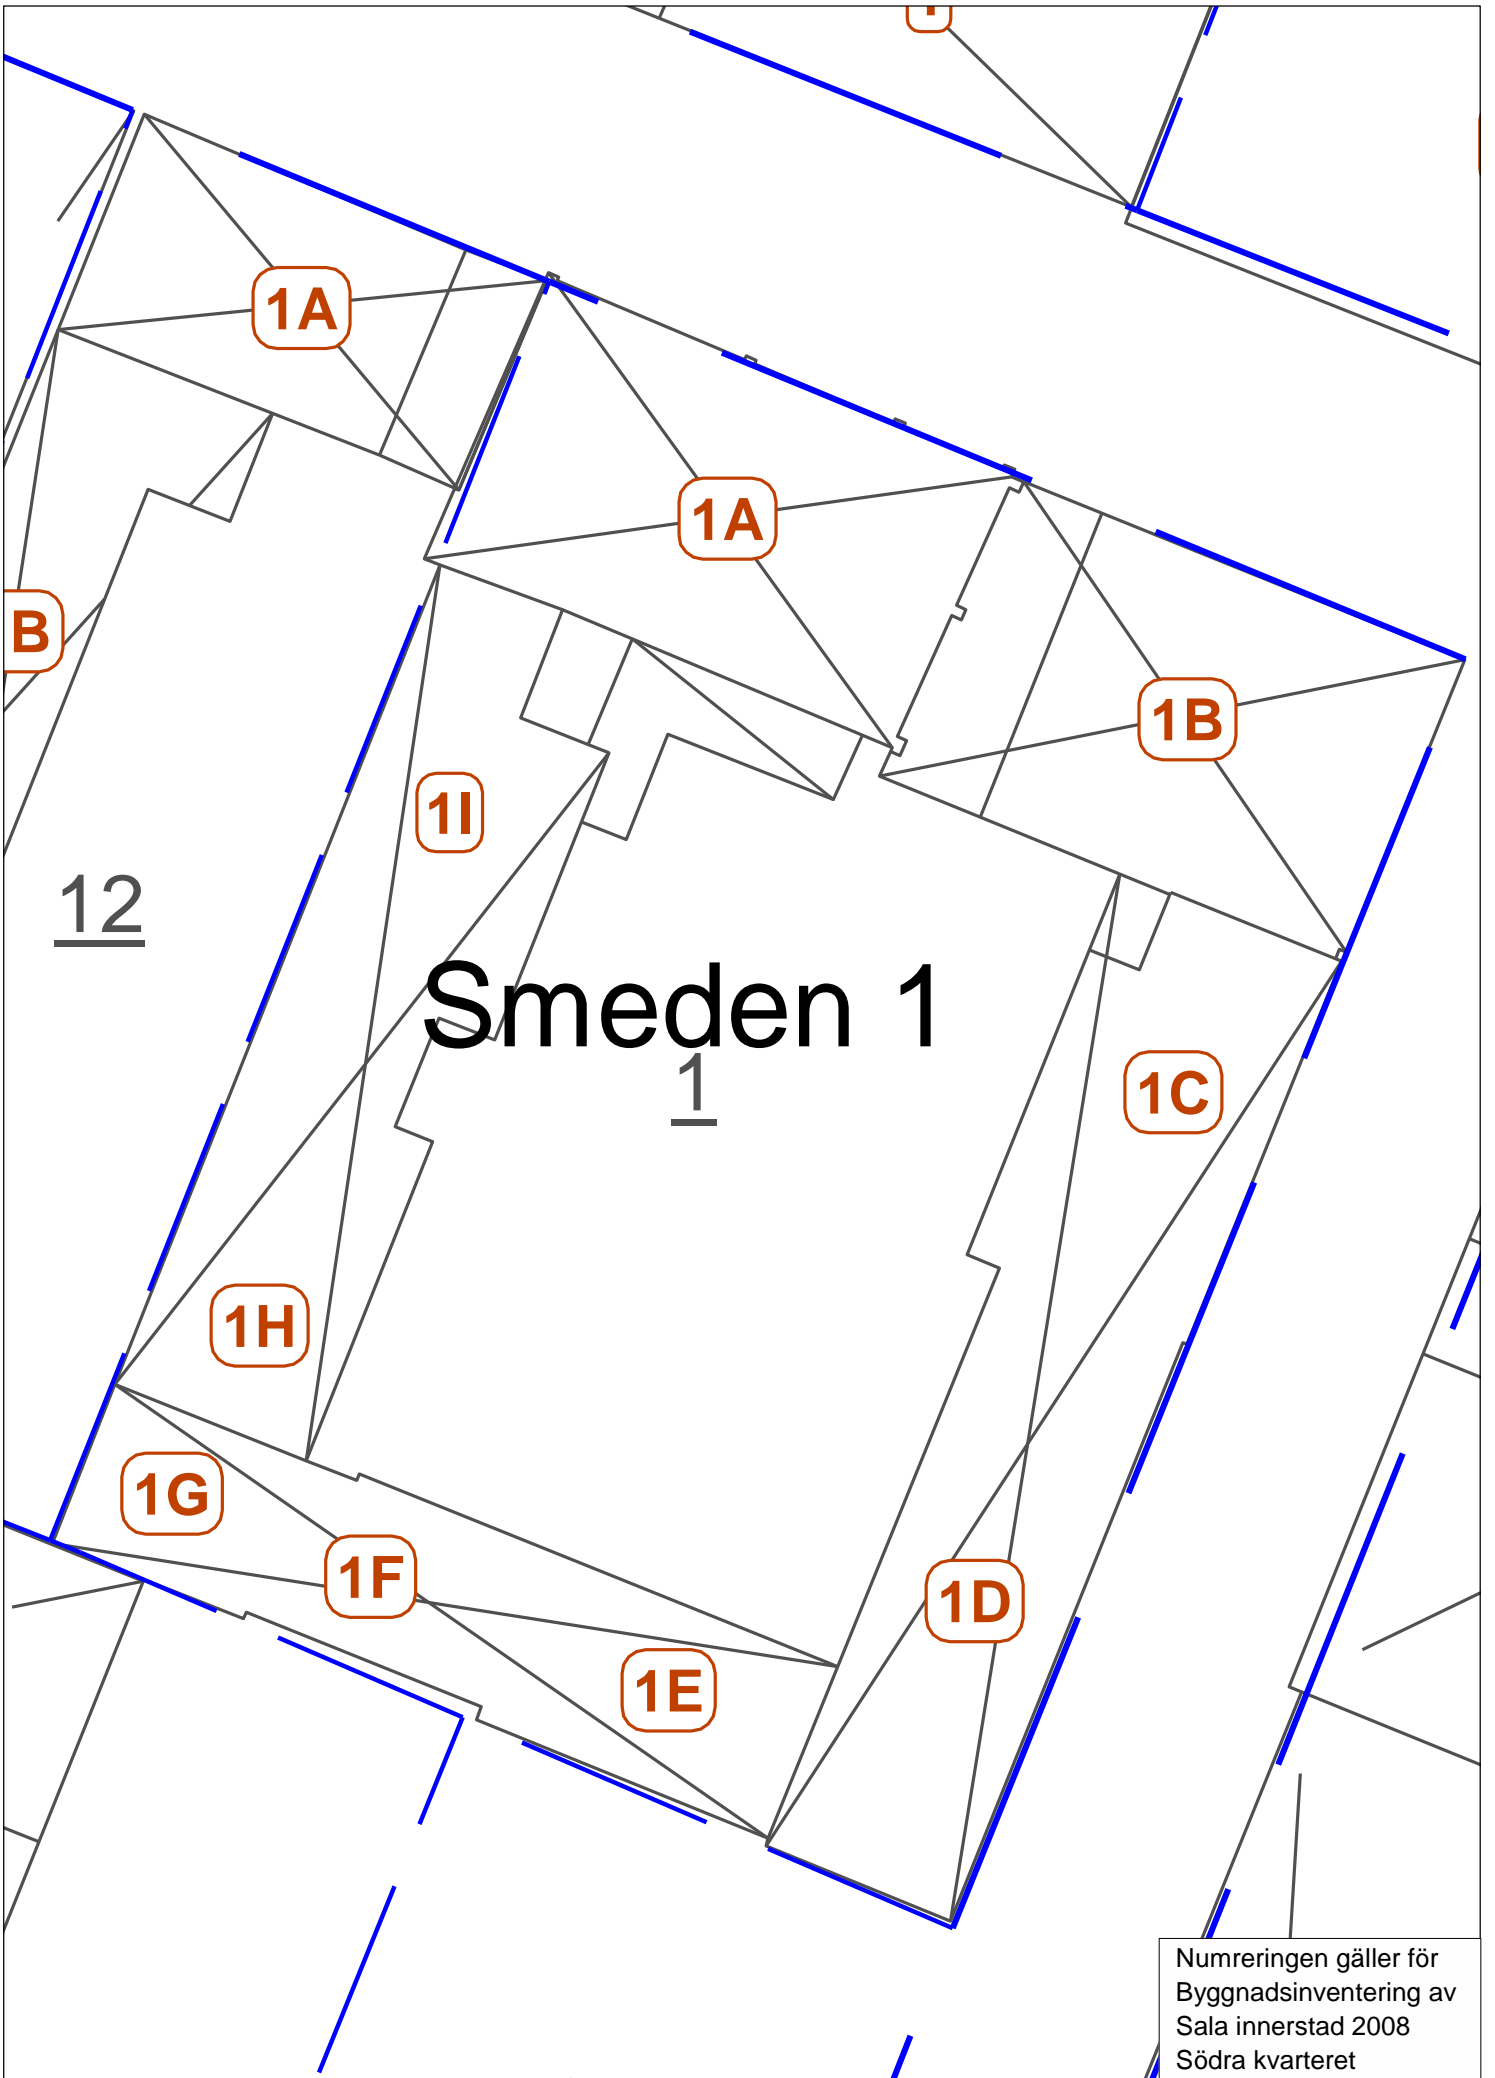 1A
1A
B
1B
1I
12
Smeden 1
1
1C
1H
1G
1F
1D
1E
Numreringen gäller för
Byggnadsinventering av
Sala innerstad 2008
Södra kvarteret